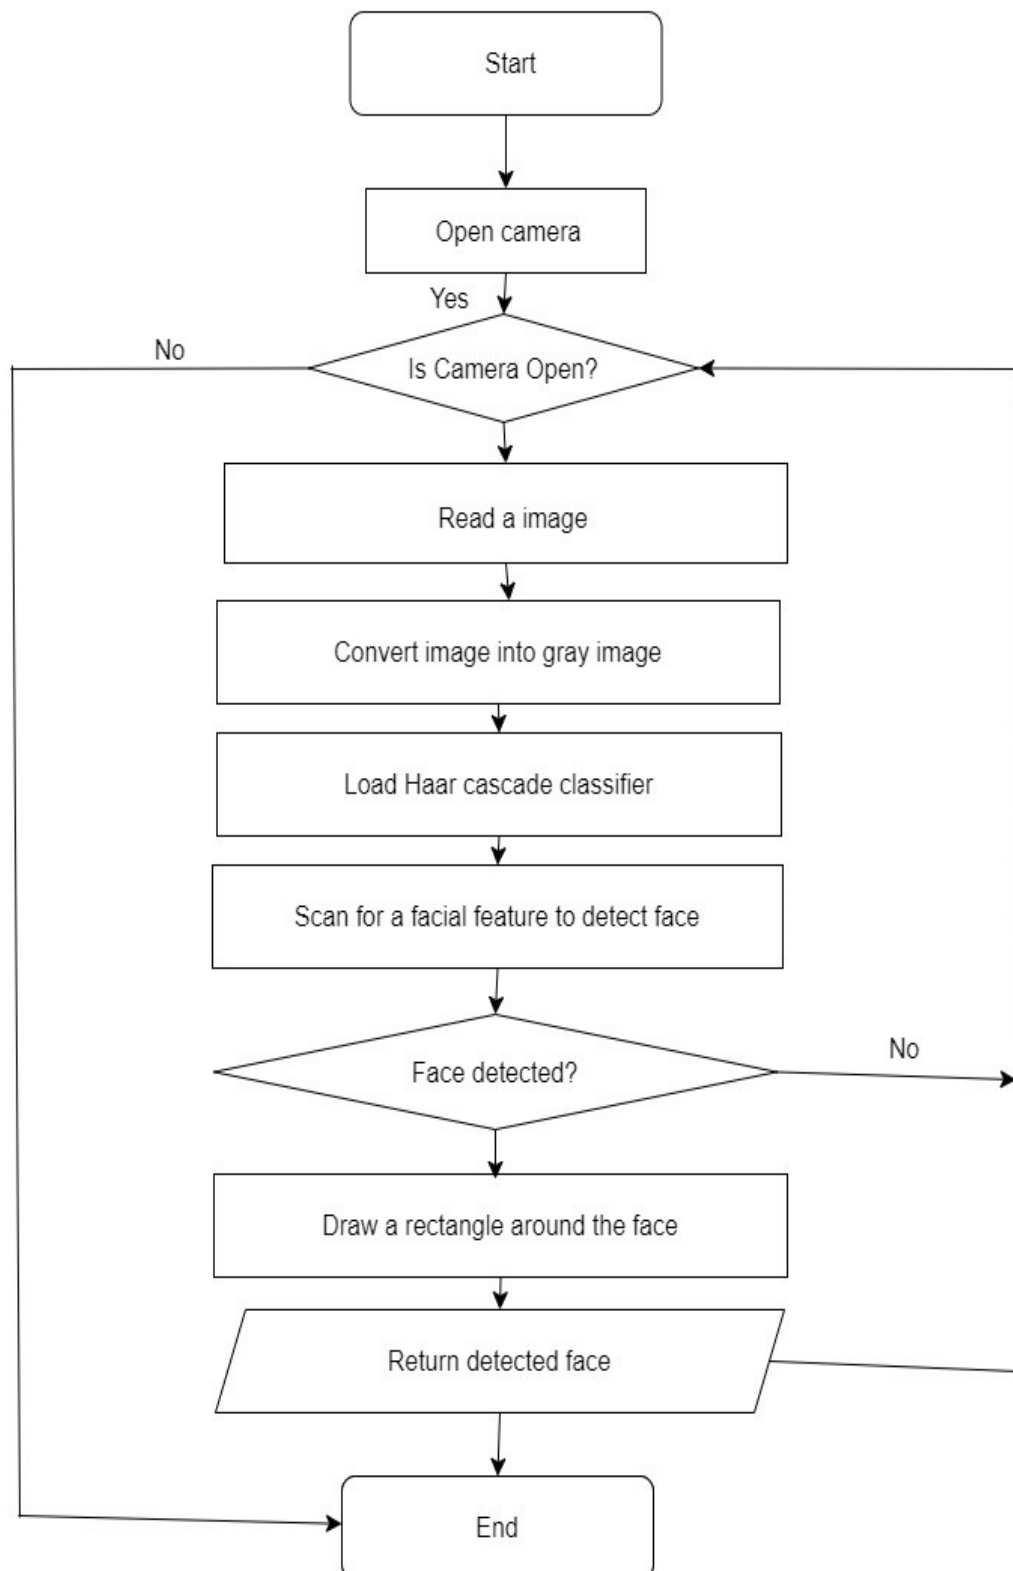 Start
Open camera
Yes
No
Is Camera Open?
Read a image
Convert image into gray image
Load Haar cascade classifier
Scan for a facial feature to detect face
No
Face detected?
Draw a rectangle around the face
Return detected face
End